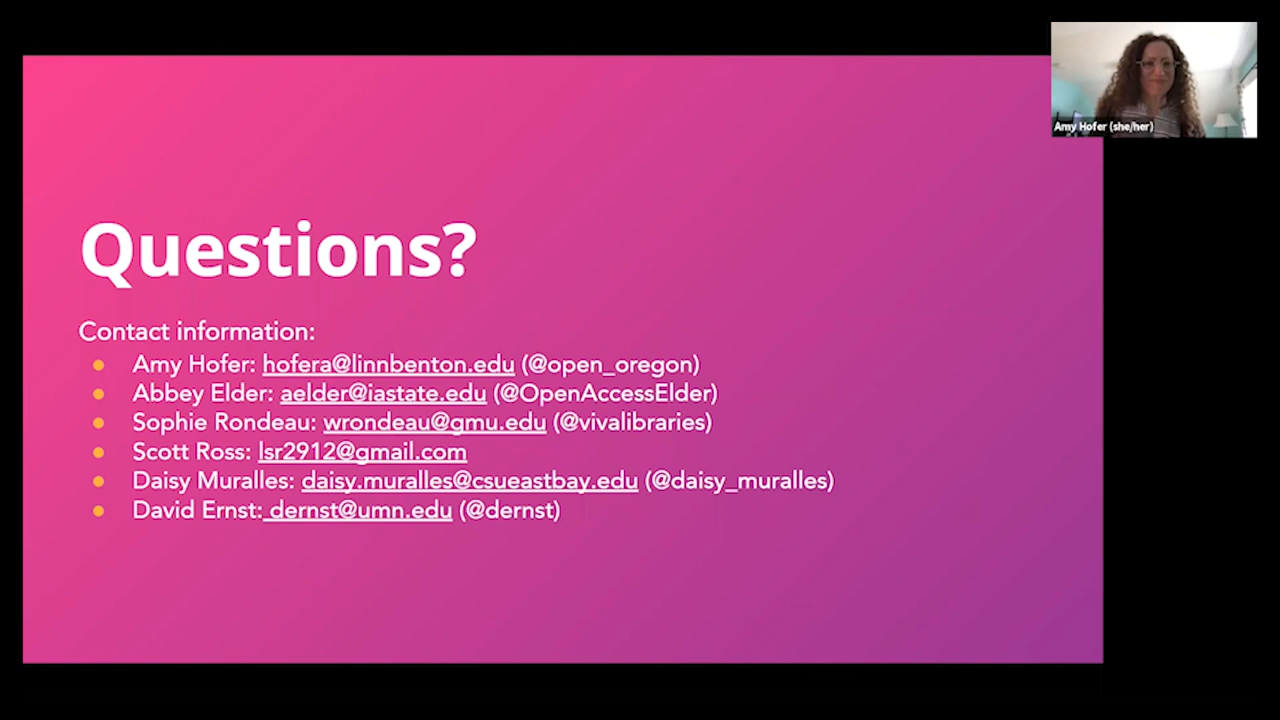 Amy Hofer (she/her)
Questions?
Contact information:
● Amy Hofer: hofera@linnbenton.edu (@open_oregon)
● Abbey Elder: aelder@iastate.edu (@OpenAccessElder)
● Sophie Rondeau: wrondeau@gmu.edu (@vivalibraries)
● Scott Ross: lsr2912@gmail.com
● Daisy Muralles: daisy.muralles@csueastbay.edu (@daisy_muralles)
● David Ernst: dernst@umn.edu (@dernst)